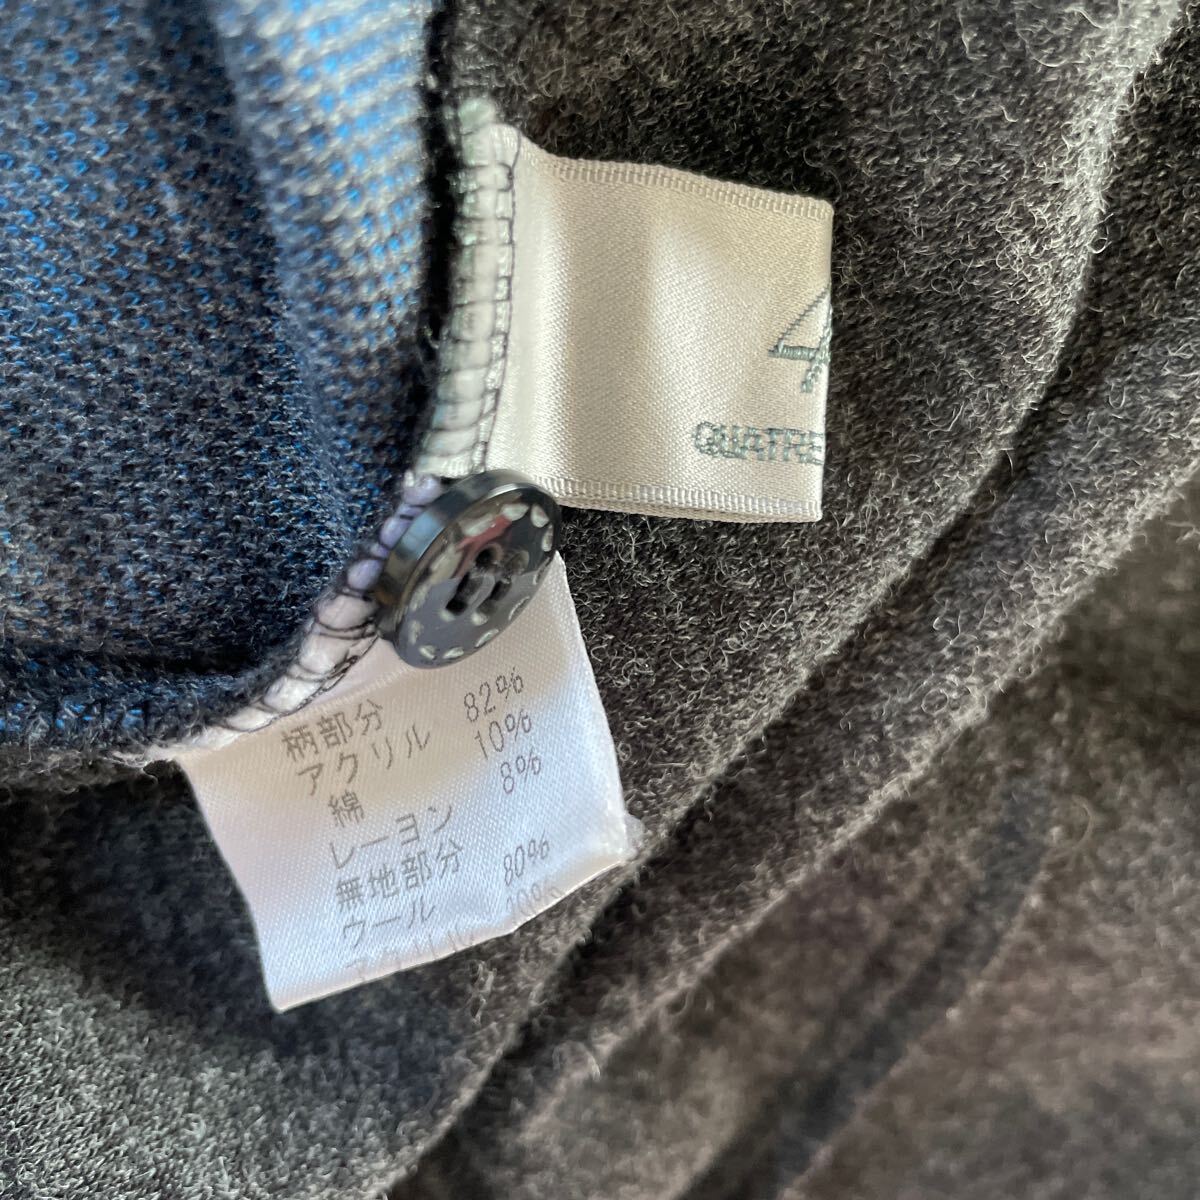 4
QUATRE
柄部分
アクリル 82%
綿 10%
レーヨン 8%
無地部分
ウール 80%